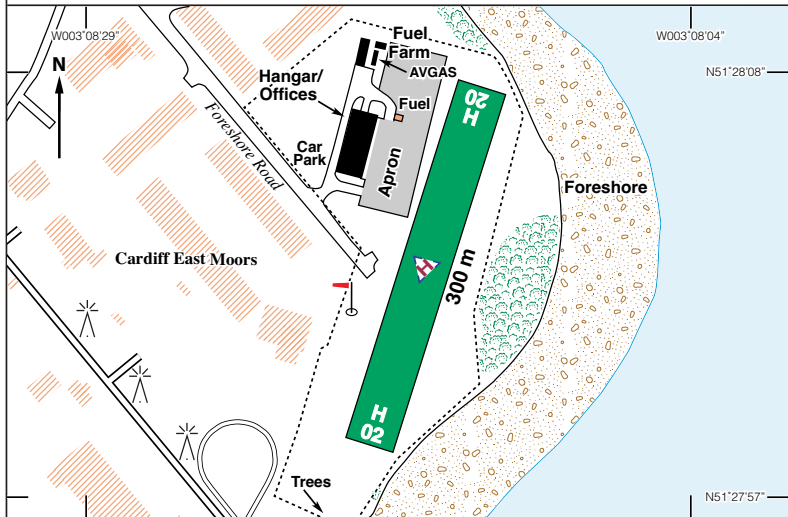 W003°08'29"
W003°08'04"
N
Fuel
Farm
AVGAS
N51°28'08"
Hangar/
Offices
Fuel
H
20
Foreshore Road
Car
Park
Apron
Foreshore
Cardiff East Moors
H
300 m
H
02
Trees
N51°27'57"